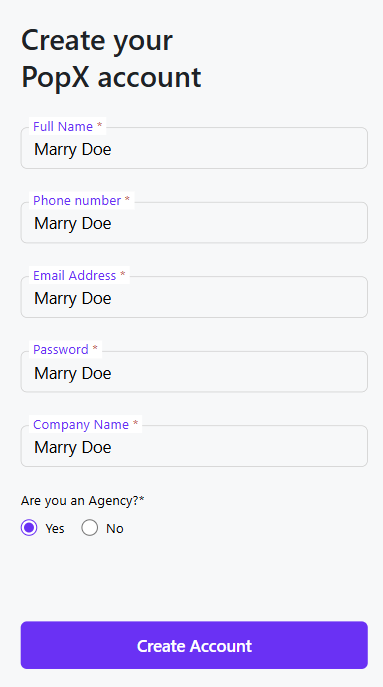 Create your
PopX account
Full Name *
Marry Doe
Phone number *
Marry Doe
Email Address *
Marry Doe
Password *
Marry Doe
Company Name *
Marry Doe
Are you an Agency?*
Yes No
Create Account